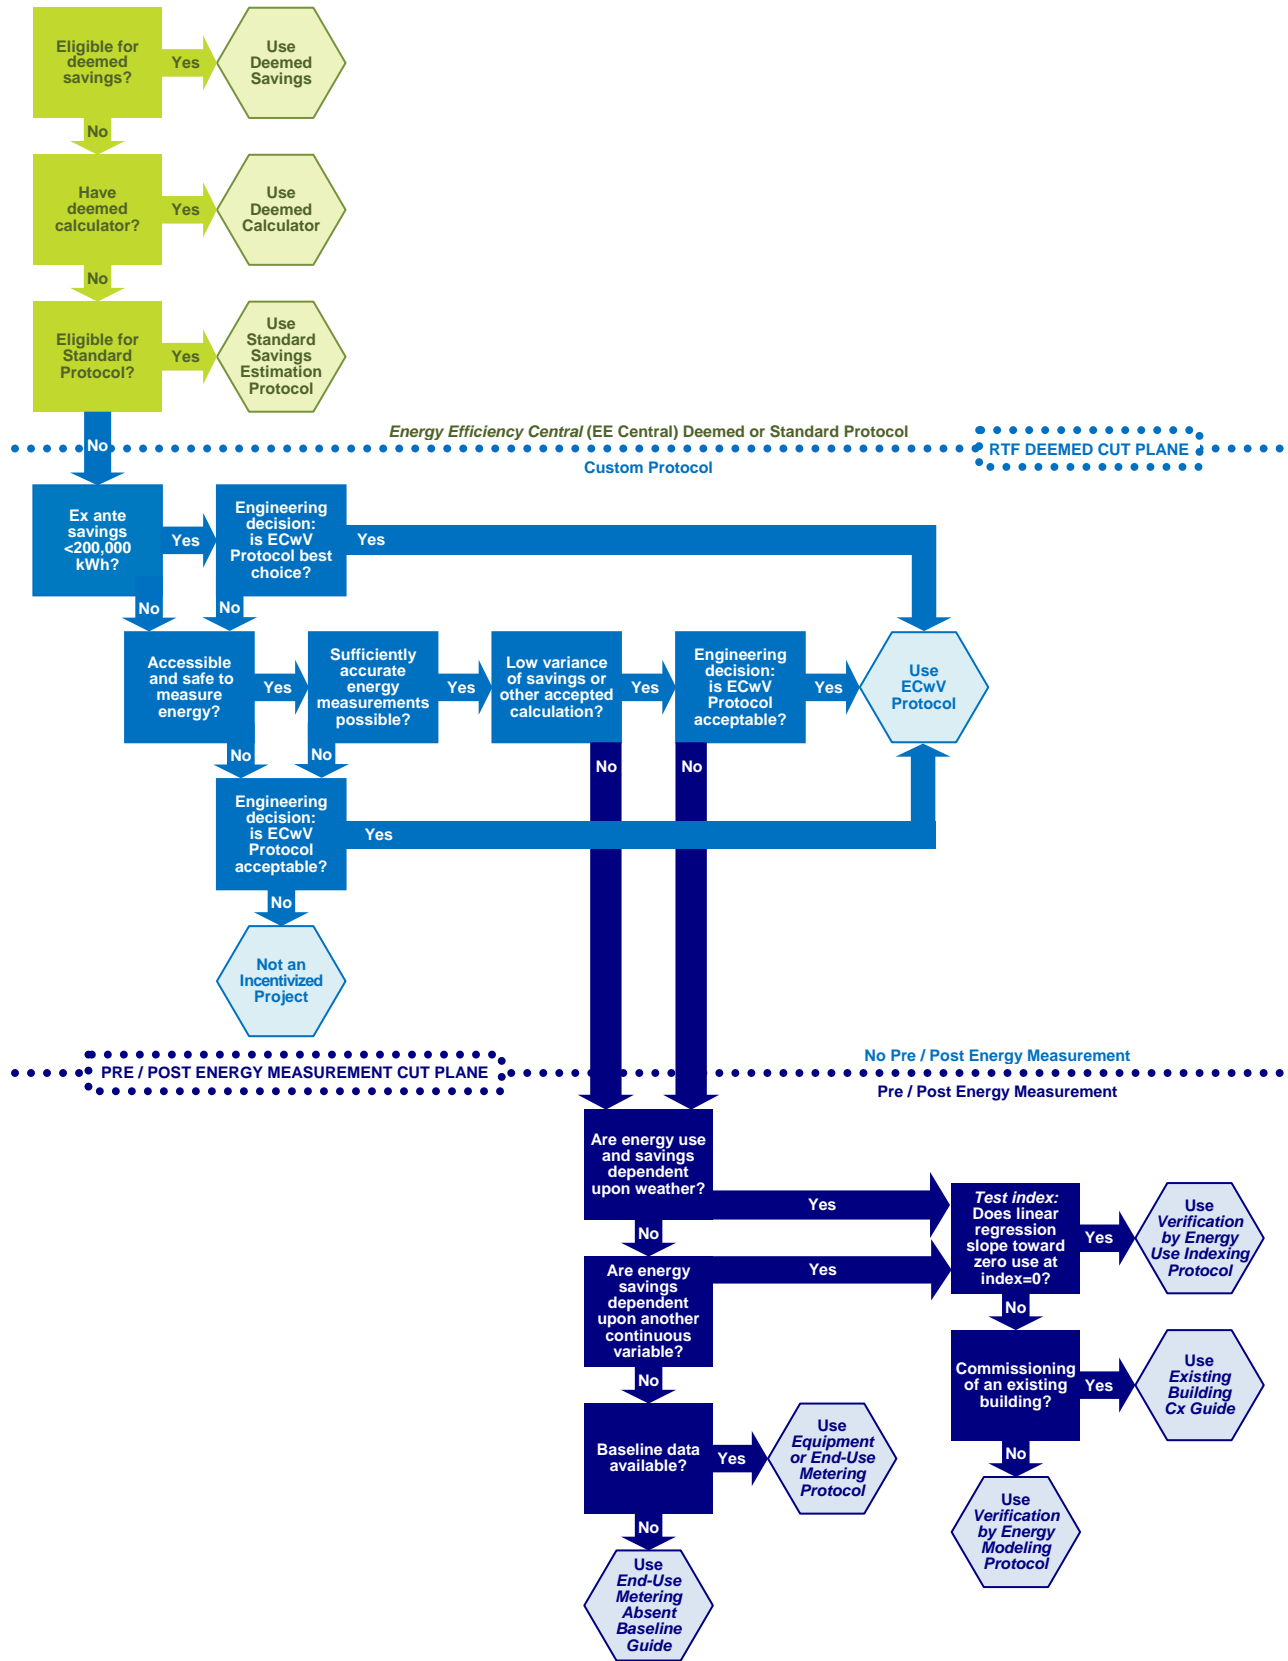 Eligible for
deemed
savings?
Yes
Use
Deemed
Savings
No
Have
deemed
calculator?
Yes
Use
Deemed
Calculator
No
Eligible for
Standard
Protocol?
Yes
Use
Standard
Savings
Estimation
Protocol
No
Energy Efficiency Central (EE Central) Deemed or Standard Protocol
RTF DEEMED CUT PLANE
Custom Protocol
Ex ante
savings
<200,000
kWh?
Yes
Engineering
decision:
is ECwV
Protocol best
choice?
Yes
No
No
Accessible
and safe to
measure
energy?
Yes
Sufficiently
accurate
energy
measurements
possible?
Yes
Low variance
of savings or
other accepted
calculation?
Yes
Engineering
decision:
is ECwV
Protocol
acceptable?
Yes
Use
ECwV
Protocol
No
No
No
No
Engineering
decision:
is ECwV
Protocol
acceptable?
Yes
No
Not an
Incentivized
Project
No Pre / Post Energy Measurement
PRE / POST ENERGY MEASUREMENT CUT PLANE
Pre / Post Energy Measurement
Are energy use
and savings
dependent
upon weather?
Yes
Test index:
Does linear
regression
slope toward
zero use at
index=0?
Yes
Use
Verification
by Energy
Use Indexing
Protocol
No
Are energy
savings
dependent
upon another
continuous
variable?
Yes
No
Commissioning
of an existing
building?
Yes
Use
Existing
Building
Cx Guide
No
Baseline data
available?
Yes
Use
Equipment
or End-Use
Metering
Protocol
No
Use
Verification
by Energy
Modeling
Protocol
No
Use
End-Use
Metering
Absent
Baseline
Guide